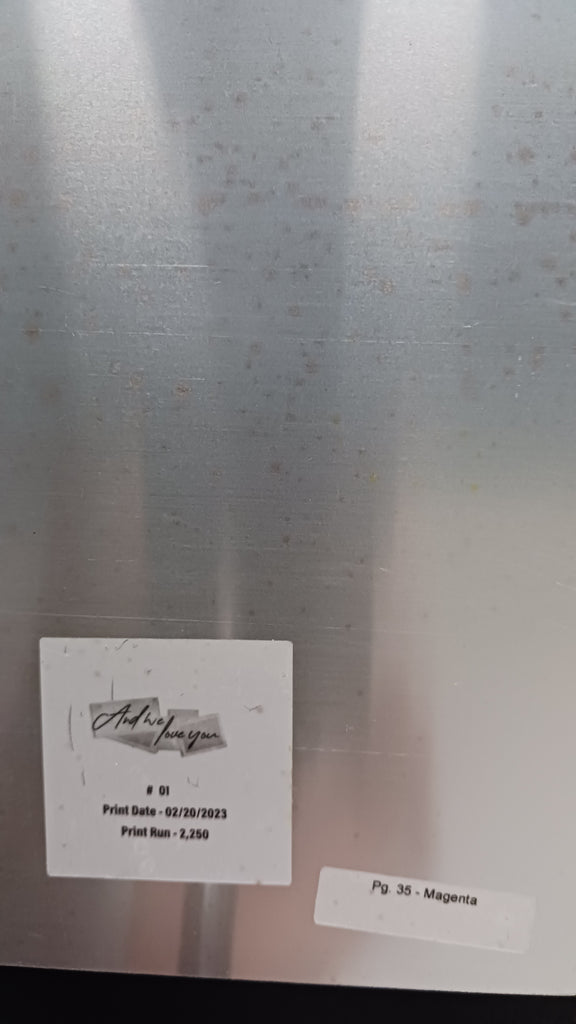 And we
love you
# 01
Print Date - 02/20/2023
Print Run - 2,250
Pg. 35 - Magenta